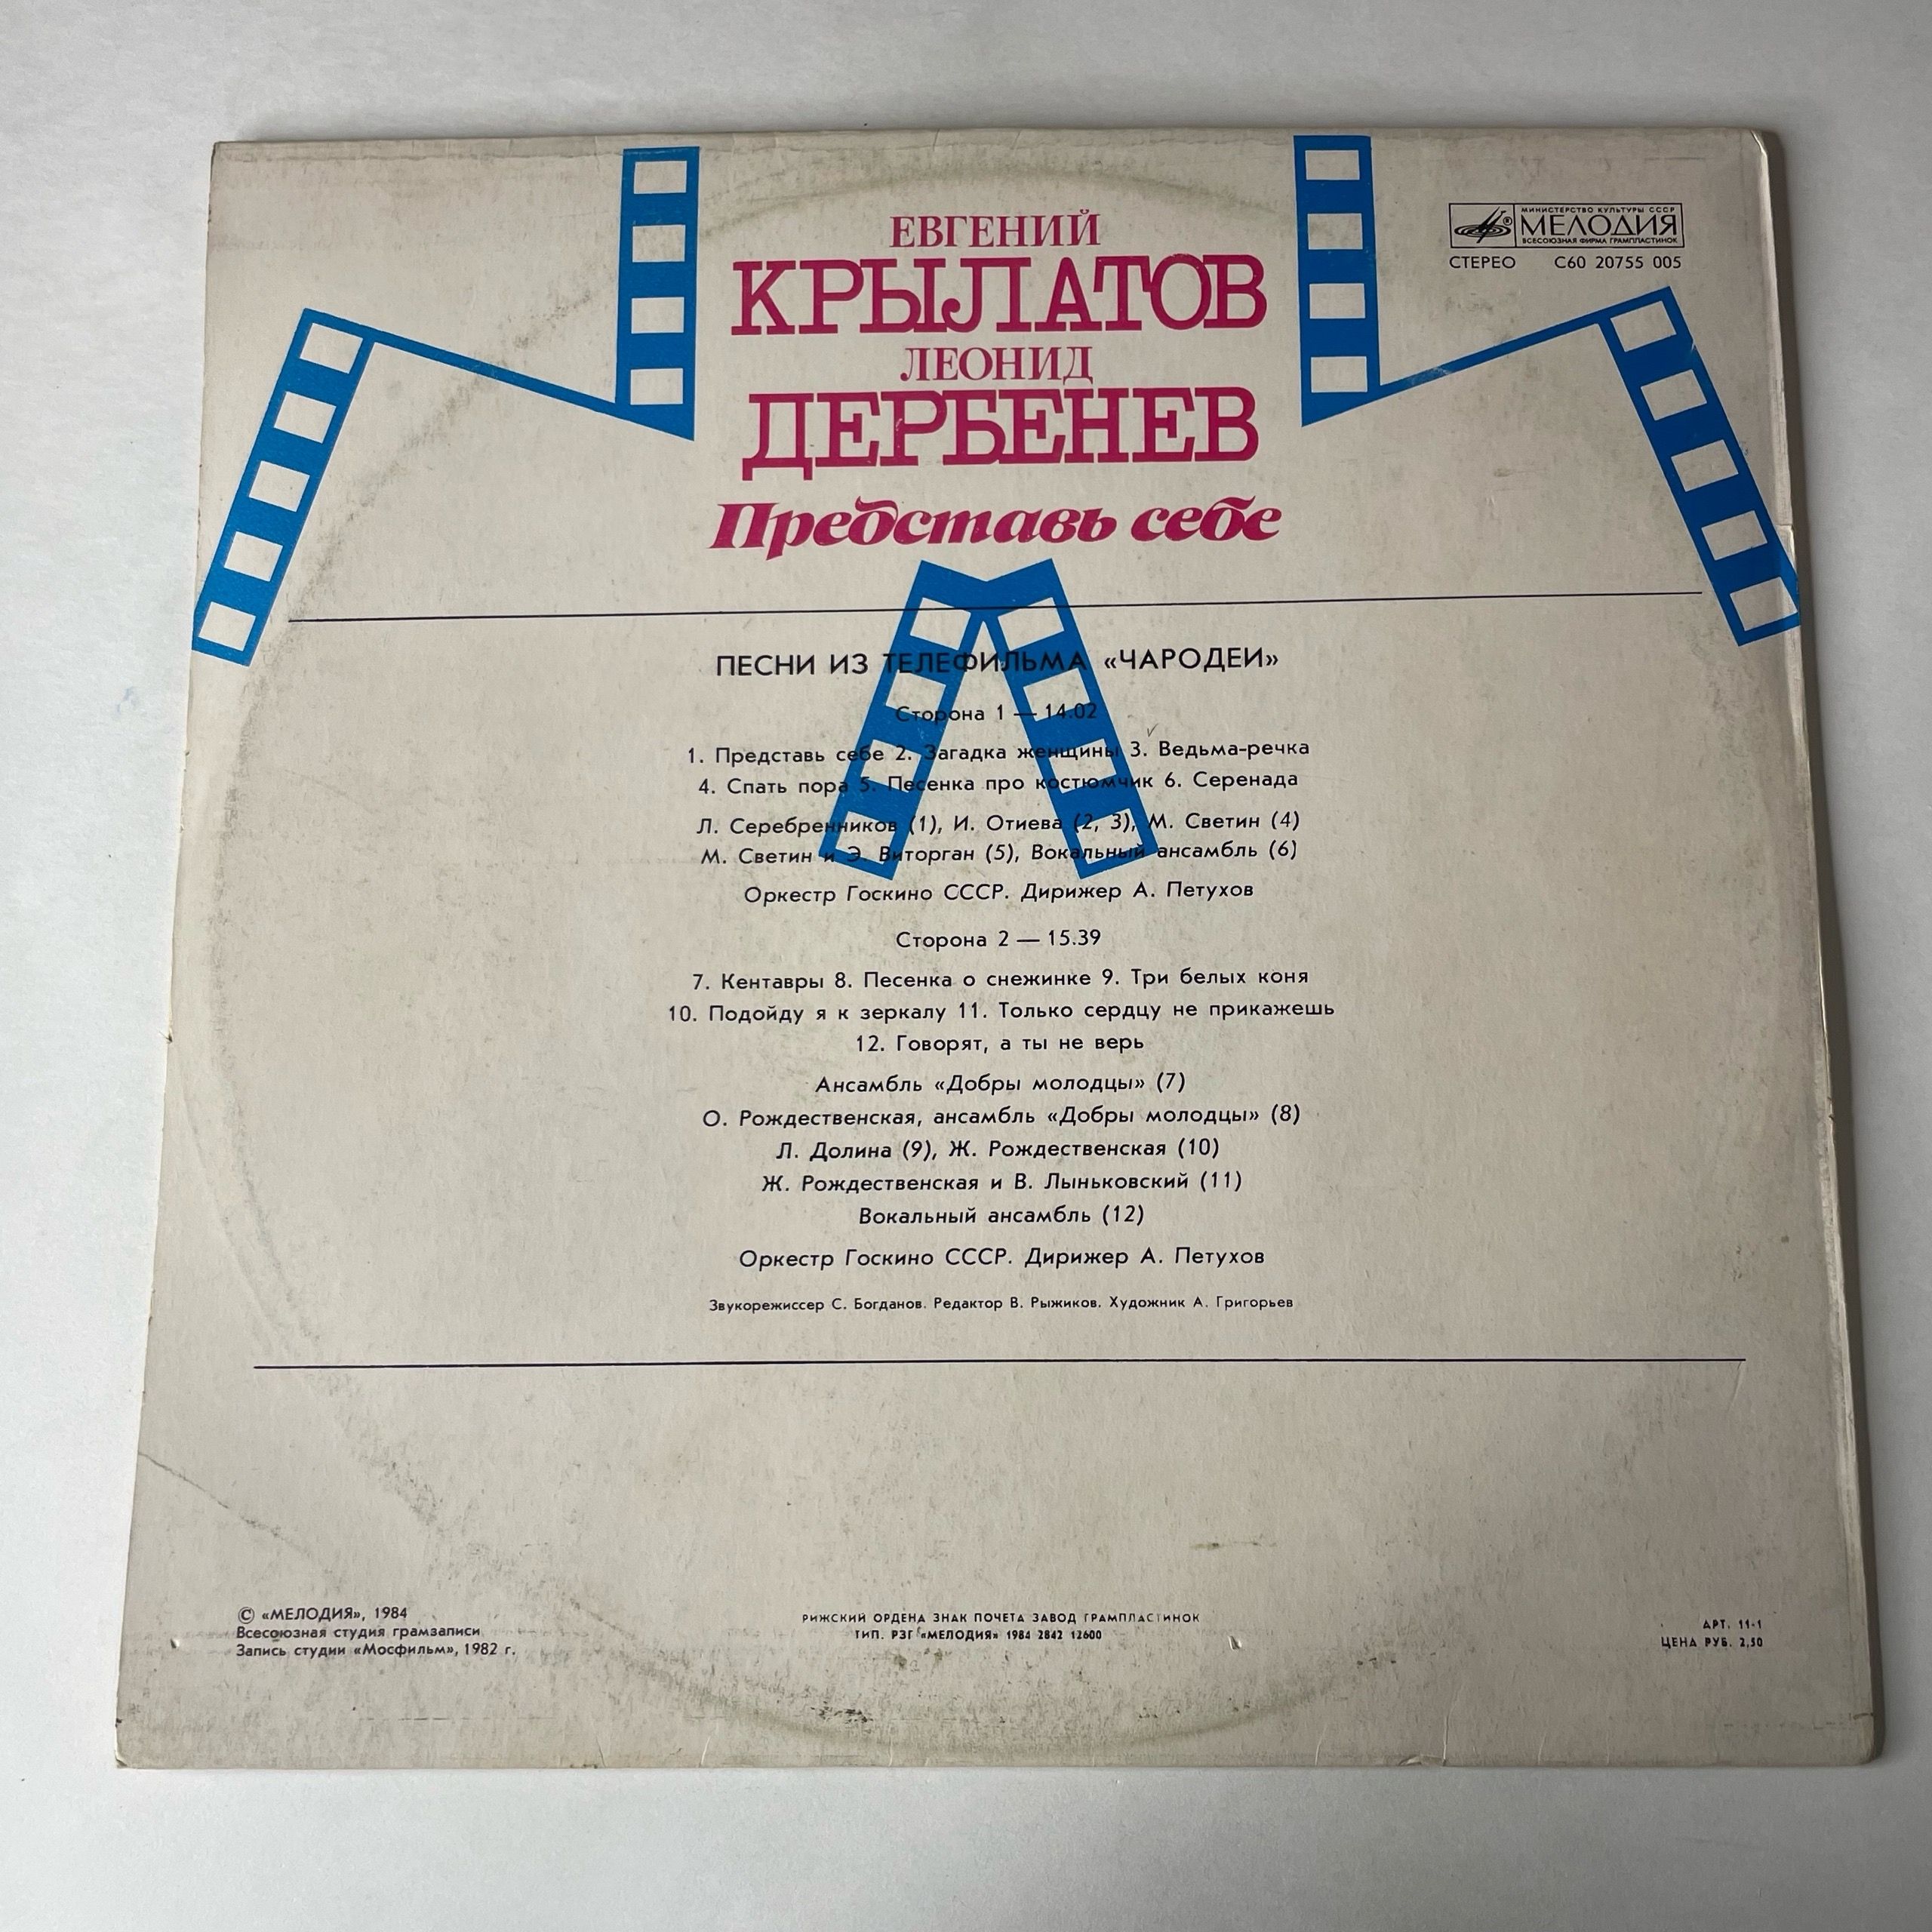 ЕВГЕНИЙ
КРЫЛАТОВ
ЛЕОНИД
ДЕРБЕНЕВ
Представь себе
МИНИСТЕРСТВО КУЛЬТУРЫ СССР
МЕЛОДИЯ
ВСЕСОЮЗНАЯ ФИРМА ГРАМПЛАСТИНОК
СТЕРЕО С60 20755 005
ПЕСНИ ИЗ ТЕЛЕФИЛЬМА «ЧАРОДЕИ»
Сторона 1 — 14.02
1. Представь себе 2. Загадка женщины 3. Ведьма-речка
4. Спать пора 5. Песенка про костюмчик 6. Серенада
Л. Серебренников (1), И. Отиева (2, 3), М. Светин (4)
М. Светин и Э. Виторган (5), Вокальный ансамбль (6)
Оркестр Госкино СССР. Дирижер А. Петухов
Сторона 2 — 15.39
7. Кентавры 8. Песенка о снежинке 9. Три белых коня
10. Подойду я к зеркалу 11. Только сердцу не прикажешь
12. Говорят, а ты не верь
Ансамбль «Добры молодцы» (7)
О. Рождественская, ансамбль «Добры молодцы» (8)
Л. Долина (9), Ж. Рождественская (10)
Ж. Рождественская и В. Лыньковский (11)
Вокальный ансамбль (12)
Оркестр Госкино СССР. Дирижер А. Петухов
Звукорежиссер С. Богданов. Редактор В. Рыжиков. Художник А. Григорьев
© «МЕЛОДИЯ», 1984
Всесоюзная студия грамзаписи
Запись студии «Мосфильм», 1982 г.
РИЖСКИЙ ОРДЕНА ЗНАК ПОЧЕТА ЗАВОД ГРАМПЛАСТИНОК
ТИП. РЗГ «МЕЛОДИЯ» 1984 2842 12600
АРТ. 11-1
ЦЕНА РУБ. 2,50